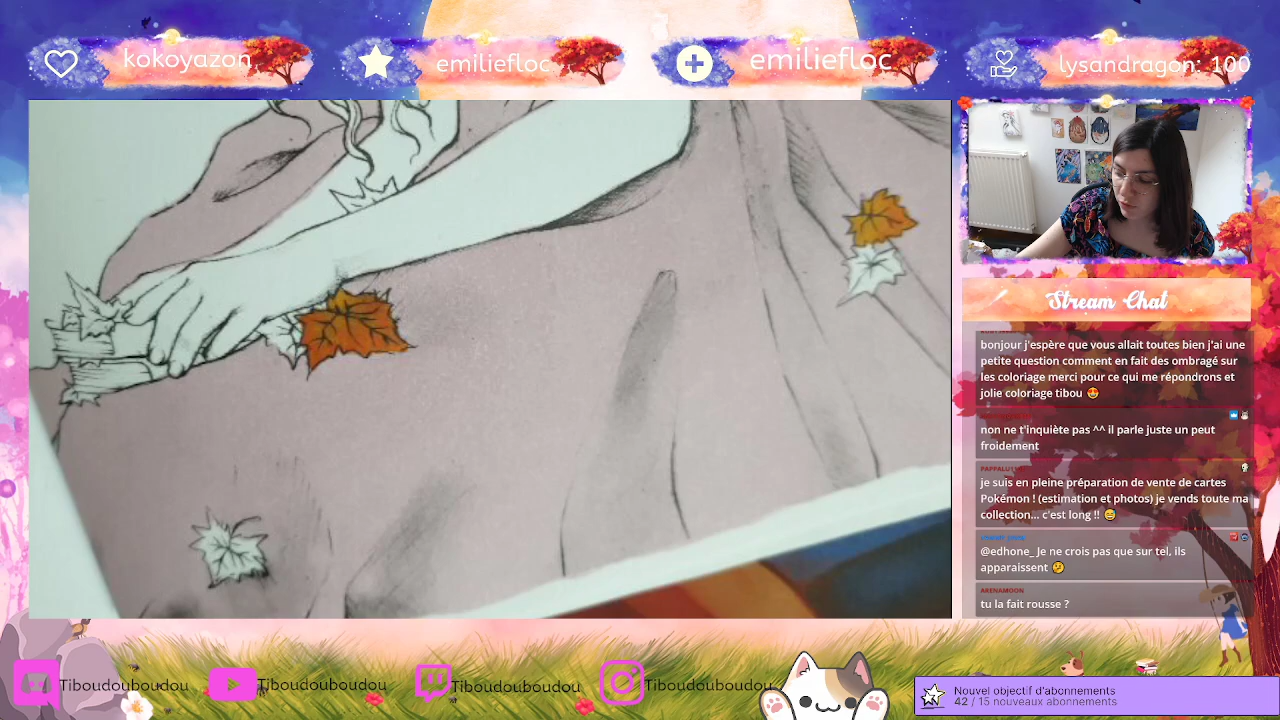 kokoyazon
emiliefloc
emiliefloc
lysandragon: 100
Stream Chat
bonjour j'espère que vous allait toutes bien j'ai une
petite question comment en fait des ombragé sur
les coloriage merci pour ce qui me répondrons et
jolie coloriage tibou 😍
non ne t'inquiète pas ^^ il parle juste un peut
froidement
je suis en pleine préparation de vente de cartes
Pokémon ! (estimation et photos) je vends toute ma
collection... c'est long !! 😅
@edhone_ Je ne crois pas que sur tel, ils
apparaissent 🤔
ARENAMOON
tu la fait rousse ?
Tiboudouboudou
Tiboudouboudou
Tiboudouboudou
Tiboudouboudou
Nouvel objectif d'abonnements
42 / 15 nouveaux abonnements